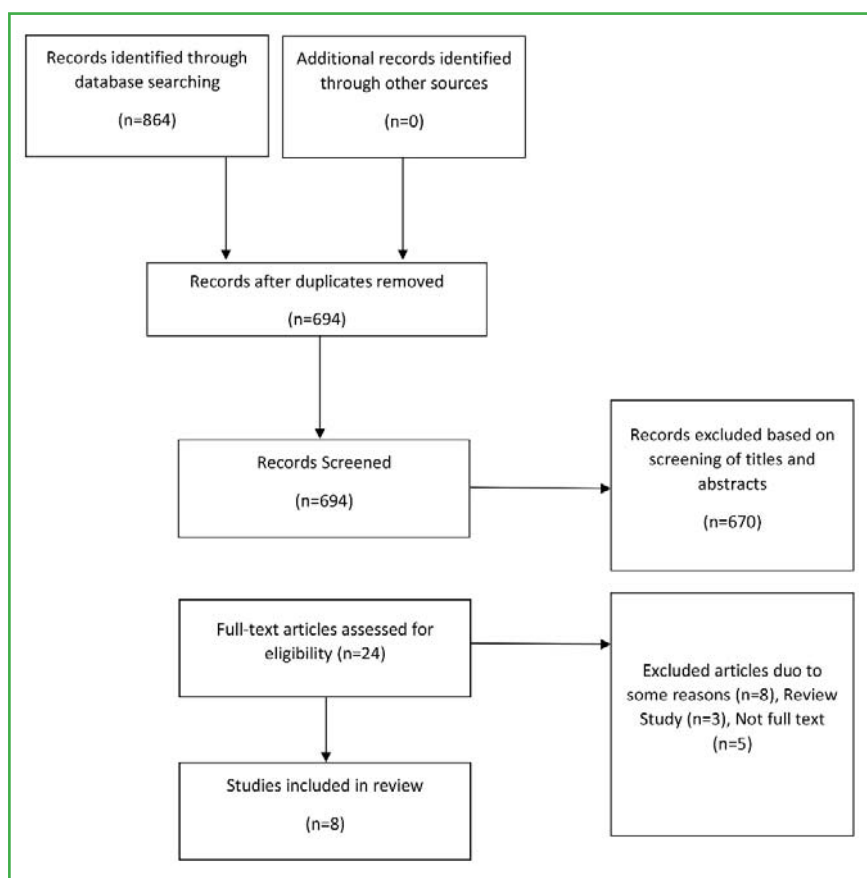 Records identified through
database searching
(n=864)
Additional records identified
through other sources
(n=0)
Records after duplicates removed
(n=694)
Records Screened
(n=694)
Records excluded based on
screening of titles and
abstracts
(n=670)
Full-text articles assessed for
eligibility (n=24)
Excluded articles duo to
some reasons (n=8), Review
Study (n=3), Not full text
(n=5)
Studies included in review
(n=8)